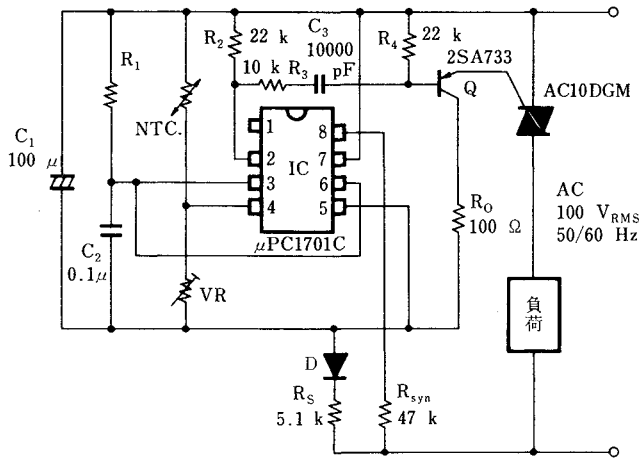 C3
10000
pF
R2
22 k
10 k
R3
R4
22 k
2SA733
Q
AC10DGM
R1
NTC.
C1
100 μ
1
2
3
4
IC
8
7
6
5
μPC1701C
C2
0.1μ
VR
RO
100 Ω
AC
100 VRMS
50/60 Hz
負荷
D
RS
5.1 k
Rsyn
47 k